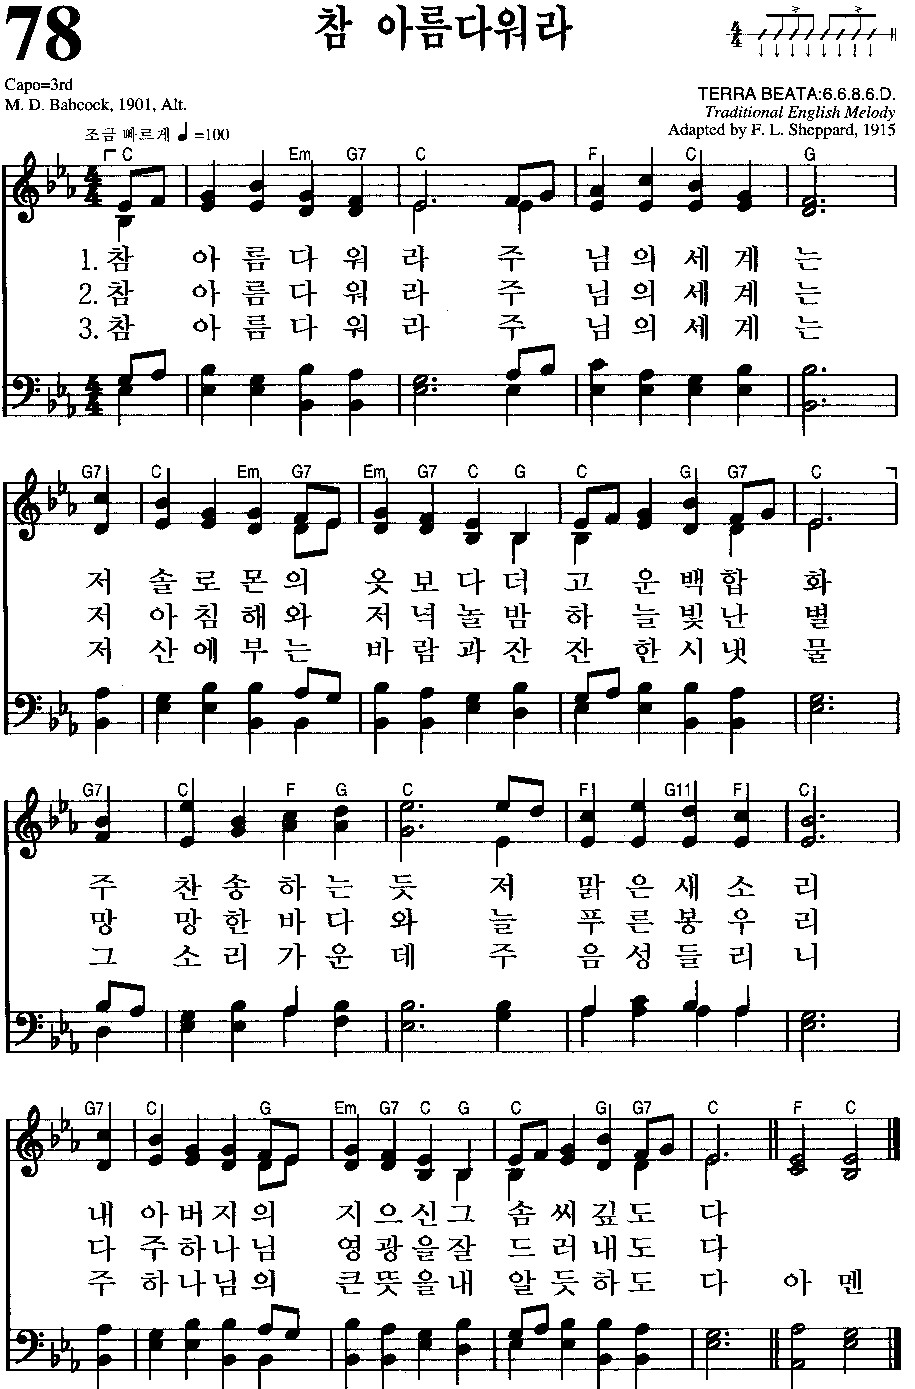 78
참 아름다워라
4/4
Capo=3rd
M. D. Babcock, 1901, Alt.
TERRA BEATA:6.6.8.6.D.
Traditional English Melody
Adapted by F. L. Sheppard, 1915
조금 빠르게 ♩=100
C Em G7 C F C G
4/4
1. 참 아 름 다 워 라 주 님 의 세 계 는
2. 참 아 름 다 워 라 주 님 의 세 계 는
3. 참 아 름 다 워 라 주 님 의 세 계 는
4/4
G7 C Em G7 Em G7 C G C G G7 C
저 솔 로 몬 의 옷 보 다 더 고 운 백 합 화
저 아 침 해 와 저 녁 놀 밤 하 늘 빛 난 별
저 산 에 부 는 바 람 과 잔 잔 한 시 냇 물
G7 C F G C F G11 F C
주 찬 송 하 는 듯 저 맑 은 새 소 리
망 망 한 바 다 와 늘 푸 른 봉 우 리
그 소 리 가 운 데 주 음 성 들 리 니
G7 C G Em G7 C G C G G7 C F C
내 아 버 지 의 지 으 신 그 솜 씨 깊 도 다
다 주 하 나 님 영 광 을 잘 드 러 내 도 다
주 하 나 님 의 큰 뜻 을 내 알 듯 하 도 다 아 멘